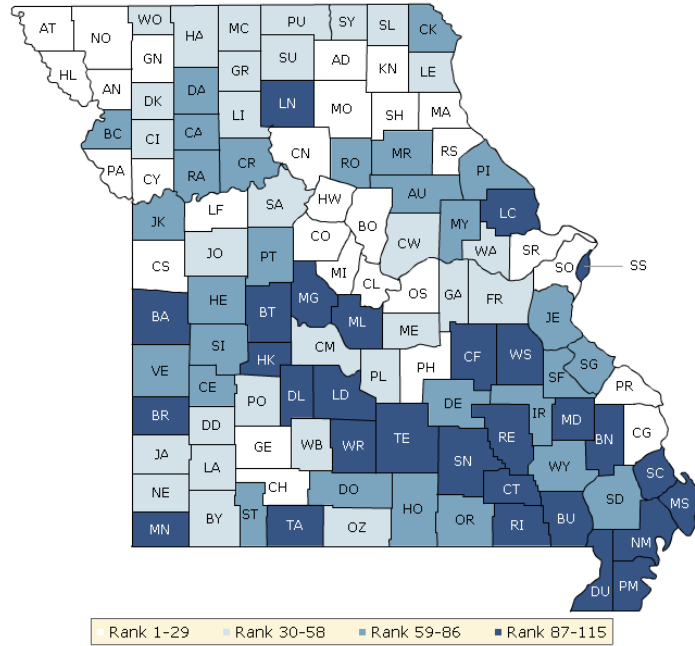 WO PU SY SL CK
AT NO HA MC
GN SU AD KN LE
HL GR
AN DK DA LN MO SH MA
BC CI CA LI
PA CY RA CR CN RO MR RS PI
JK LF SA HW BO AU MY LC
CO CW WA SR
CS JO PT MI CL OS GA FR SO SS
BA HE BT MG ML ME JE
SI HK CM PL PH CF WS SF SG
VE CE PO DL LD DE IR PR
BR DD MD BN CG
JA LA GE WB WR TE RE
NE CH DO SN WY SC
MN BY ST TA OZ HO OR CT SD MS
RI BU NM
DU PM
Rank 1-29 Rank 30-58 Rank 59-86 Rank 87-115